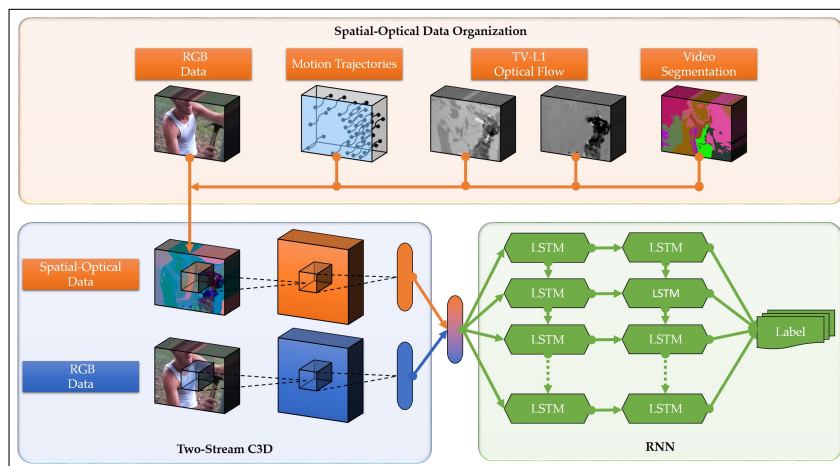 Spatial-Optical Data Organization
RGB
Data
Motion Trajectories
TV-L1
Optical Flow
Video
Segmentation
Spatial-Optical
Data
RGB
Data
Two-Stream C3D
LSTM
LSTM
LSTM
LSTM
LSTM
LSTM
LSTM
LSTM
Label
RNN